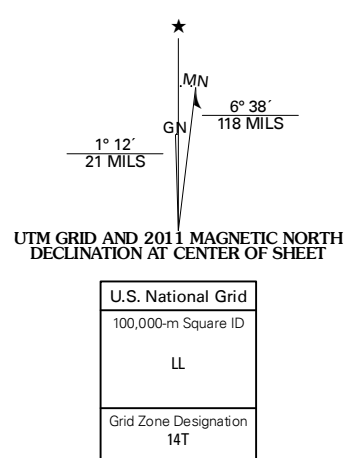 ★
MN
GN
6° 38´
118 MILS
1° 12´
21 MILS
UTM GRID AND 2011 MAGNETIC NORTH
DECLINATION AT CENTER OF SHEET
U.S. National Grid
100,000-m Square ID
LL
Grid Zone Designation
14T